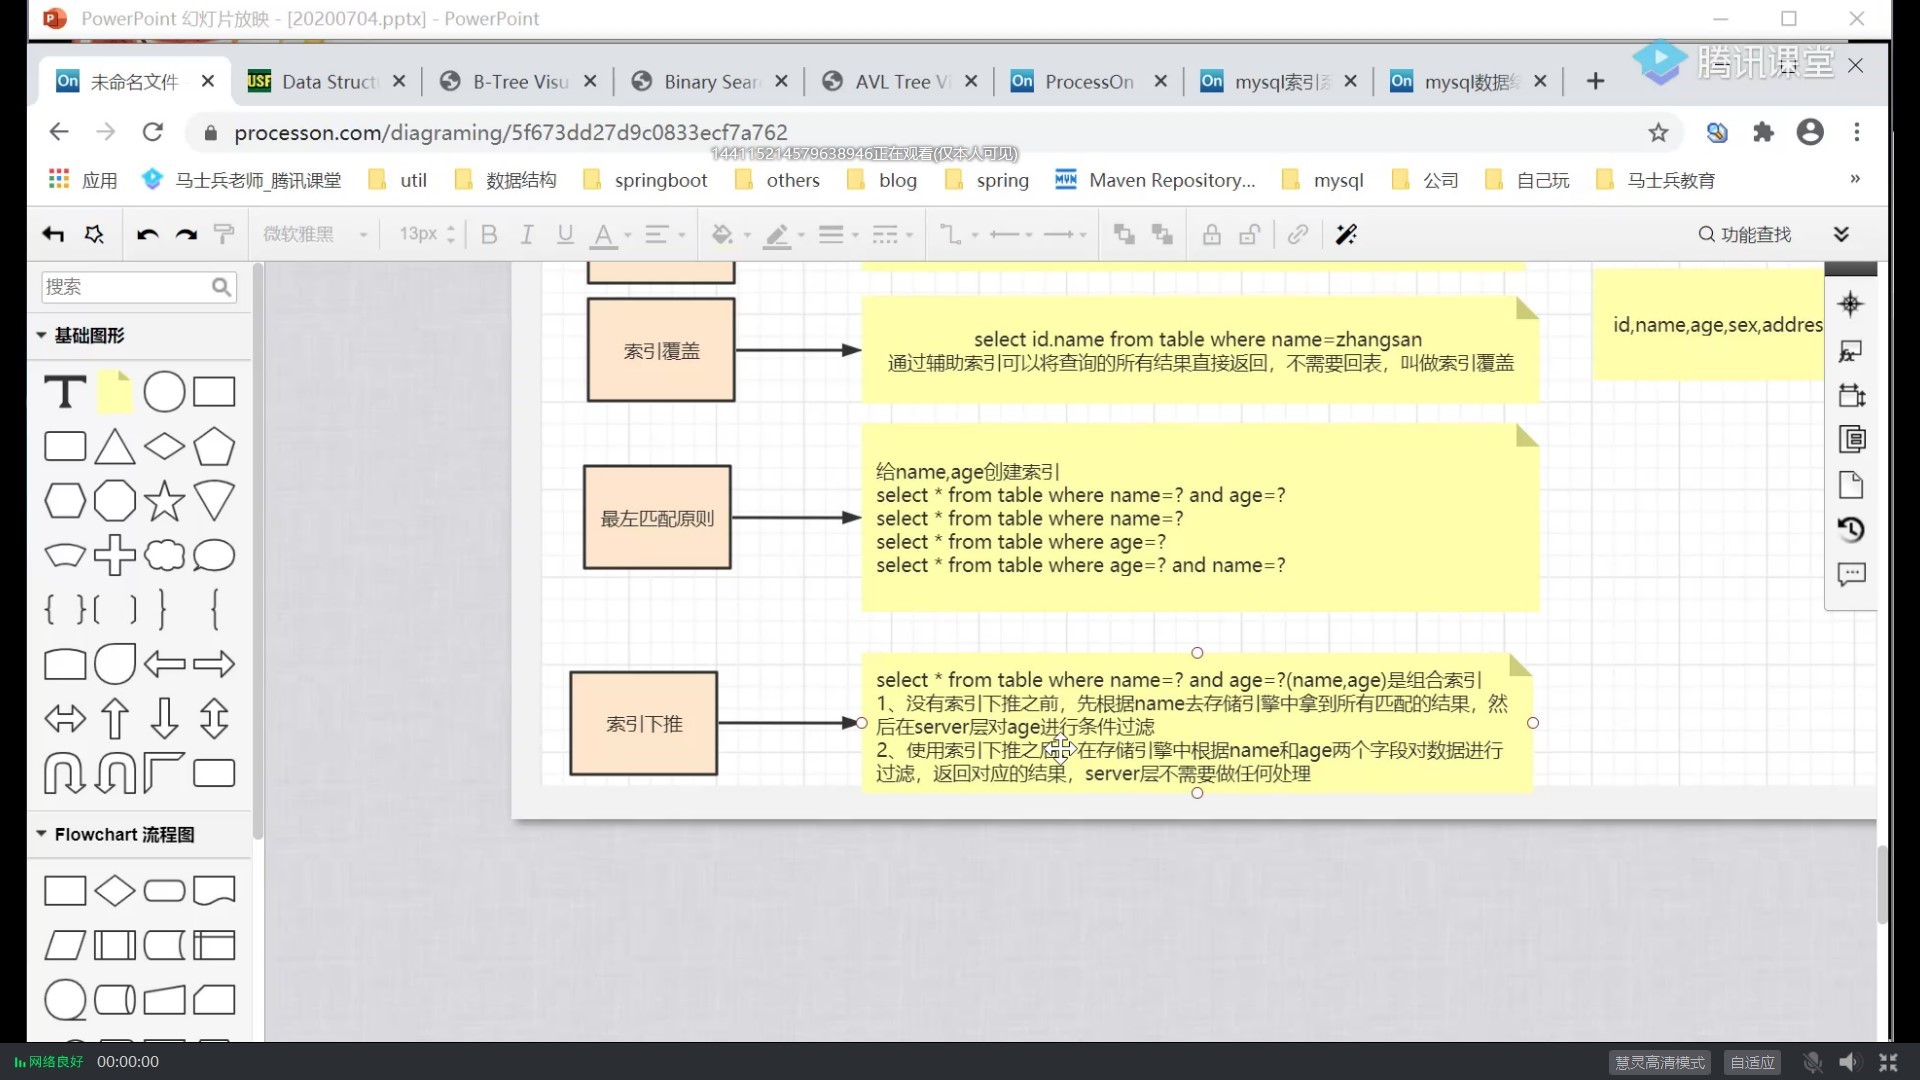 PowerPoint 幻灯片放映 - [20200704.pptx] - PowerPoint
腾讯课堂
On 未命名文件
USF Data Struct
B-Tree Visu
Binary Sear
AVL Tree Vi
On ProcessOn
On mysql索引系
On mysql数据结
processon.com/diagraming/5f673dd27d9c0833ecf7a762
144115214579638946正在观看(仅本人可见)
应用
马士兵老师_腾讯课堂
util
数据结构
springboot
others
blog
spring
Maven Repository...
mysql
公司
自己玩
马士兵教育
»
微软雅黑
13px
B I U A
功能查找
搜索
基础图形
索引覆盖
select id.name from table where name=zhangsan
通过辅助索引可以将查询的所有结果直接返回，不需要回表，叫做索引覆盖
id,name,age,sex,addres
最左匹配原则
给name,age创建索引
select * from table where name=? and age=?
select * from table where name=?
select * from table where age=?
select * from table where age=? and name=?
索引下推
select * from table where name=? and age=?(name,age)是组合索引
1、没有索引下推之前，先根据name去存储引擎中拿到所有匹配的结果，然
后在server层对age进行条件过滤
2、使用索引下推之后，在存储引擎中根据name和age两个字段对数据进行
过滤，返回对应的结果，server层不需要做任何处理
Flowchart 流程图
网络良好 00:00:00
慧灵高清模式
自适应